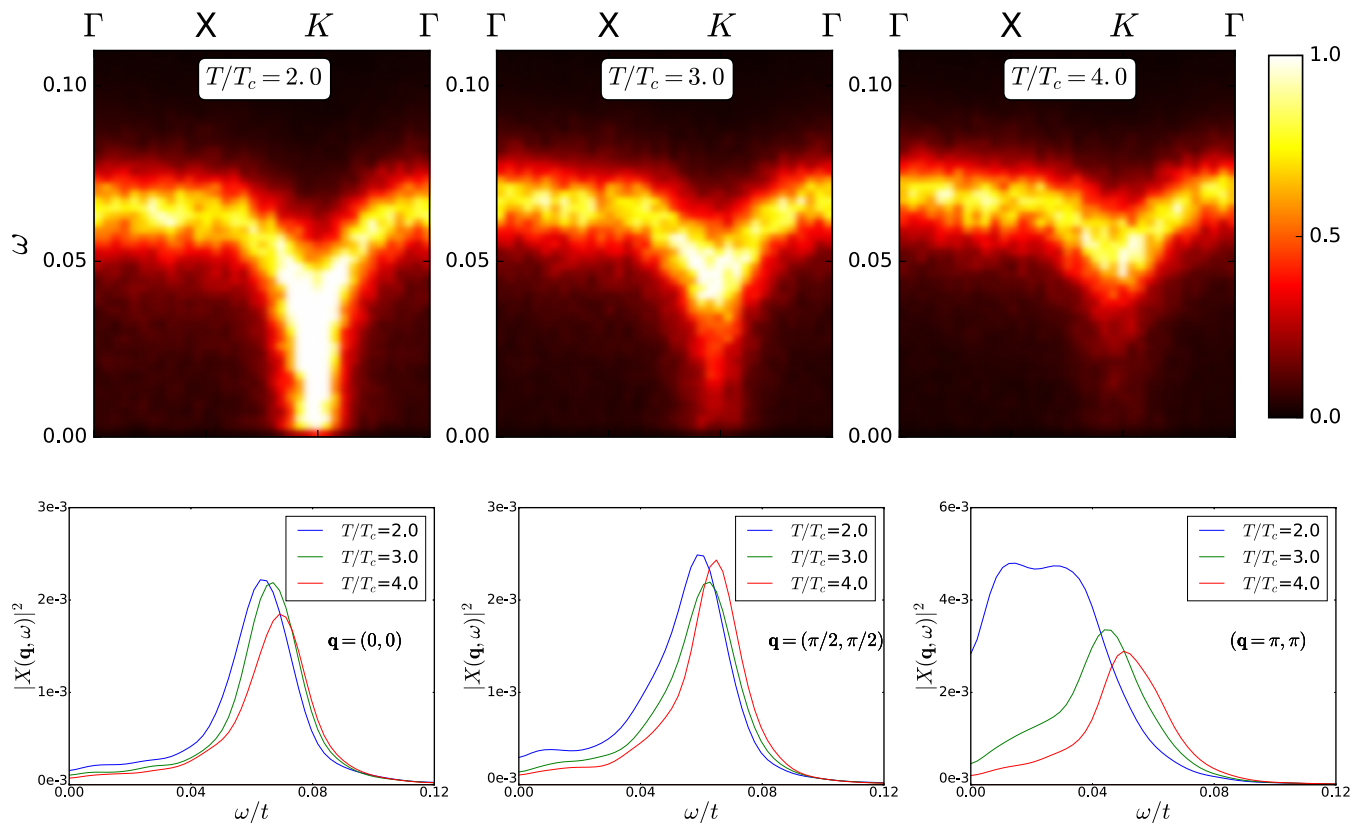 Γ X K Γ Γ X K Γ Γ X K Γ
T/T_c = 2.0 T/T_c = 3.0 T/T_c = 4.0
0.10 0.10 0.10 1.0
ω 0.05 0.05 0.05 0.5
0.00 0.00 0.00 0.0
3e-3 3e-3 6e-3
T/T_c=2.0 T/T_c=2.0 T/T_c=2.0
T/T_c=3.0 T/T_c=3.0 T/T_c=3.0
T/T_c=4.0 T/T_c=4.0 T/T_c=4.0
2e-3 2e-3 4e-3
|X(q, ω)|² |X(q, ω)|² |X(q, ω)|²
q = (0, 0) q = (π/2, π/2) (q = π, π)
1e-3 1e-3 2e-3
0e-3 0e-3 0e-3
0.00 0.04 0.08 0.12 0.00 0.04 0.08 0.12 0.00 0.04 0.08 0.12
ω/t ω/t ω/t